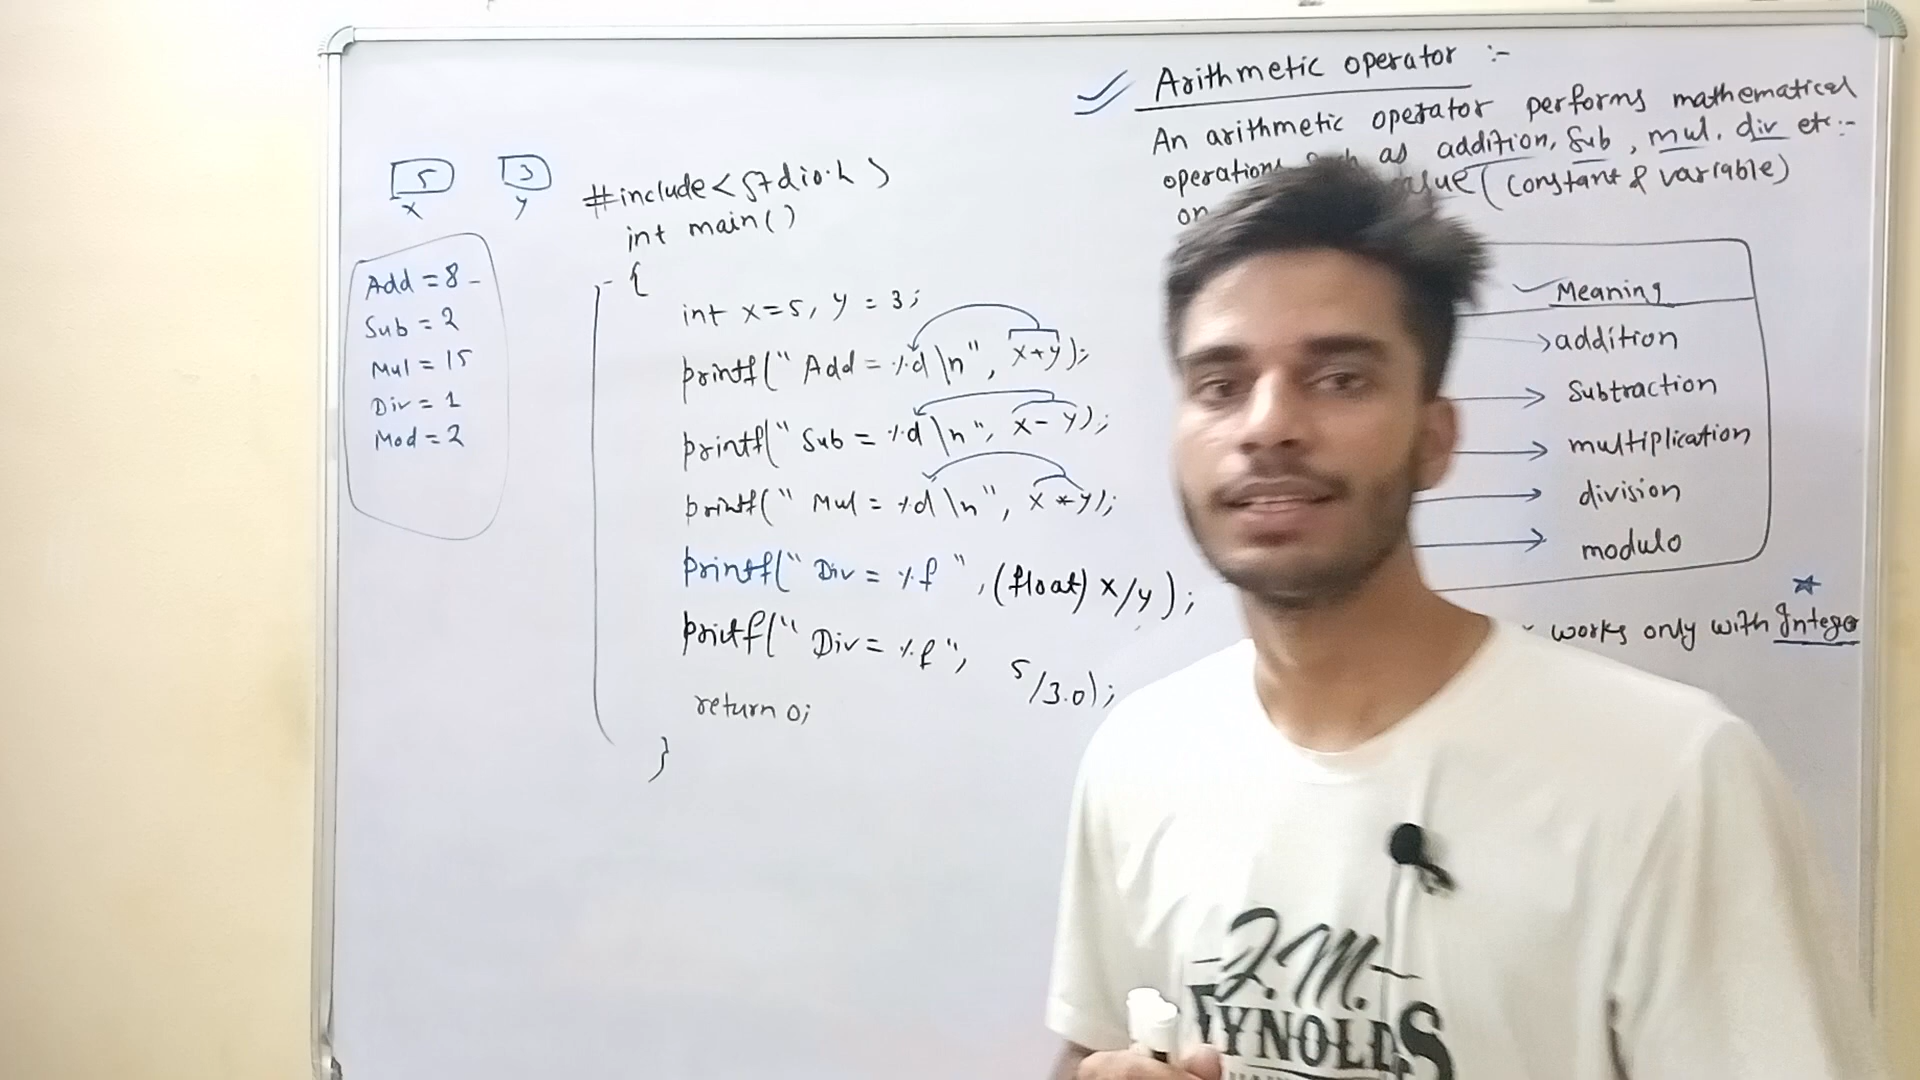 Arithmetic operator :-
An arithmetic operator performs mathematical
operation as addition, Sub, mul, div etc:-
on (constant & variable)
5
x
3
y
Add = 8
Sub = 2
Mul = 15
Div = 1
Mod = 2
#include<stdio.h>
int main()
{
int x=5, y = 3;
printf(" Add = %d \n", x+y);
printf(" Sub = %d \n", x-y);
printf(" Mul = %d \n", x*y);
printf(" Div = %f ", (float) x/y);
printf(" Div = %f ", 5/3.0);
return 0;
}
Meaning
addition
Subtraction
multiplication
division
modulo
works only with Intege
J.M.